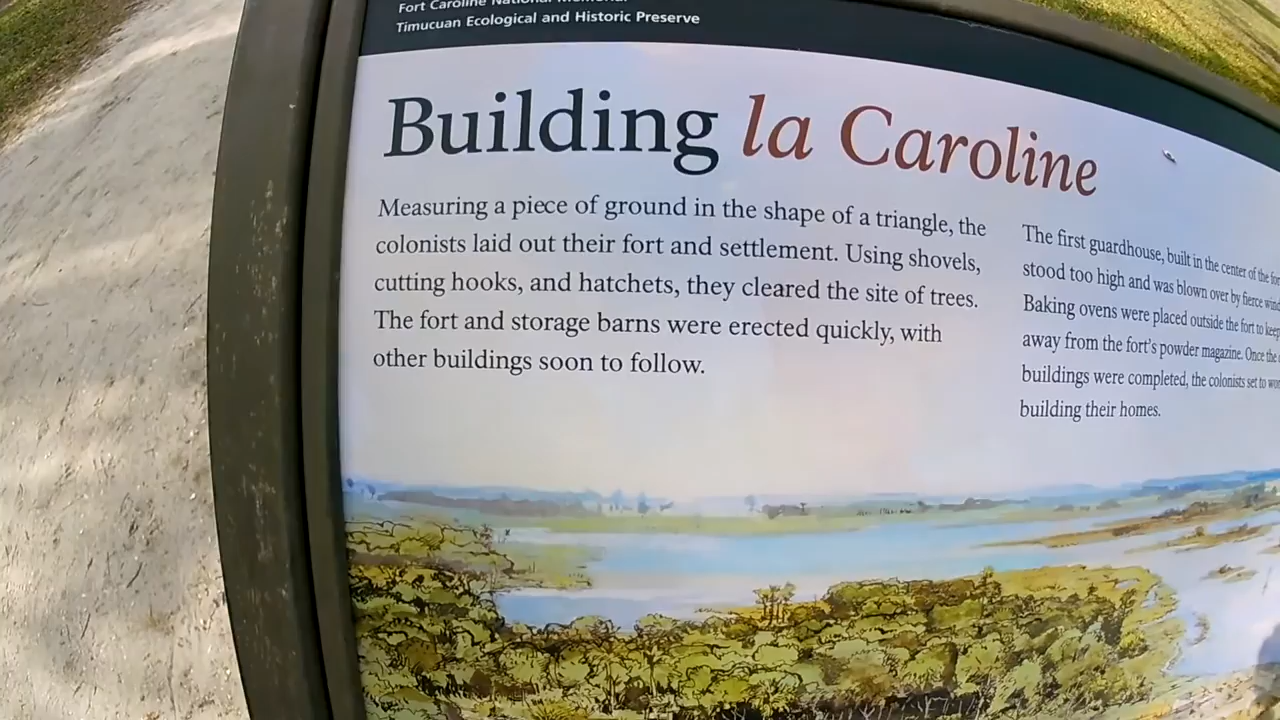 Fort Caroline National Memorial
Timucuan Ecological and Historic Preserve
Building la Caroline
Measuring a piece of ground in the shape of a triangle, the
colonists laid out their fort and settlement. Using shovels,
cutting hooks, and hatchets, they cleared the site of trees.
The fort and storage barns were erected quickly, with
other buildings soon to follow.
The first guardhouse, built in the center of the
stood too high and was blown over by fierce
Baking ovens were placed outside the fort to keep
away from the fort's powder magazine. Once the
buildings were completed, the colonists set to
building their homes.